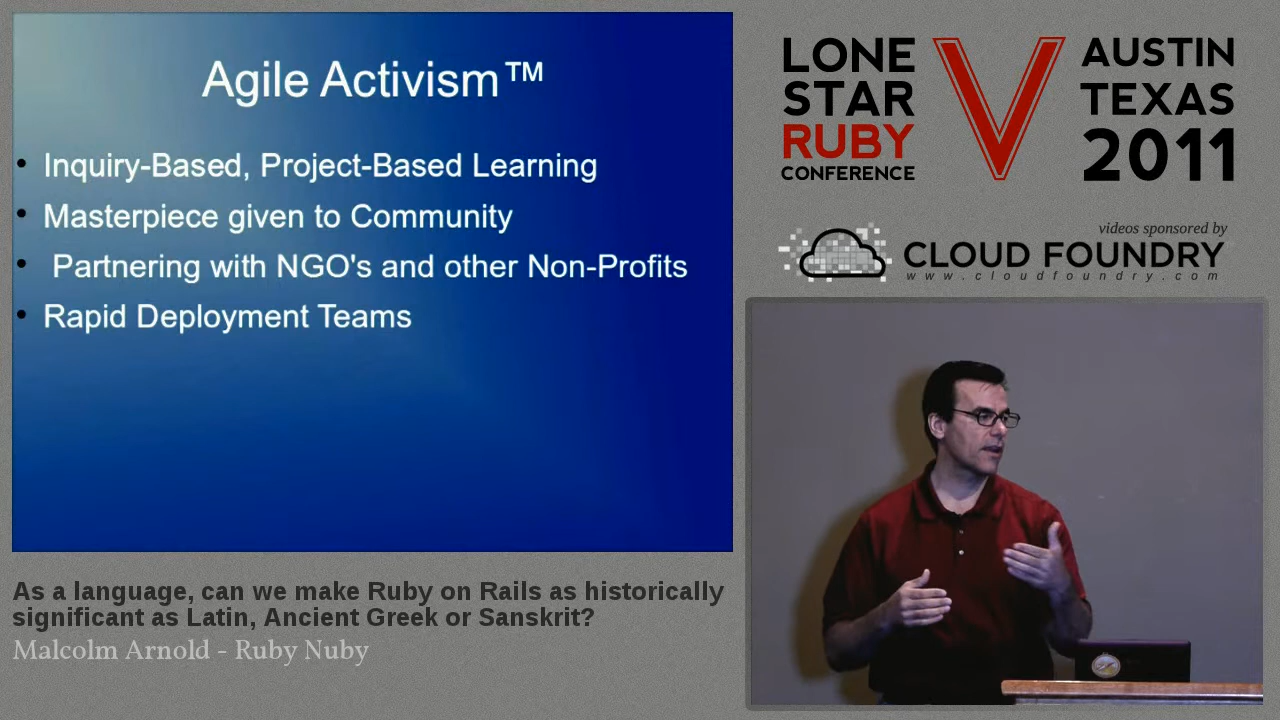 Agile Activism™
• Inquiry-Based, Project-Based Learning
• Masterpiece given to Community
• Partnering with NGO's and other Non-Profits
• Rapid Deployment Teams
As a language, can we make Ruby on Rails as historically
significant as Latin, Ancient Greek or Sanskrit?
Malcolm Arnold - Ruby Nuby
LONE
STAR
RUBY
CONFERENCE
V
AUSTIN
TEXAS
2011
videos sponsored by
CLOUD FOUNDRY
www.cloudfoundry.com